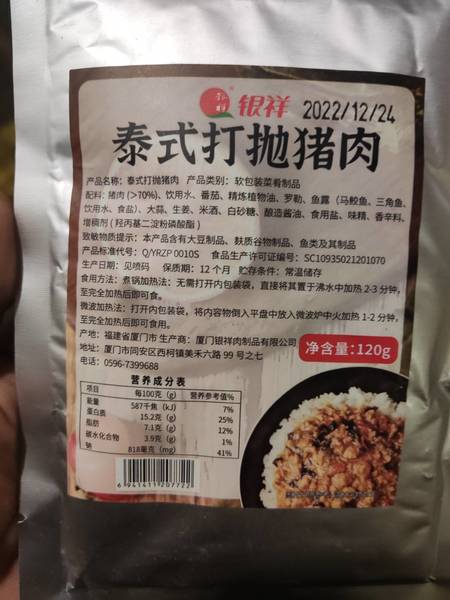 银祥 2022/12/24
泰式打抛猪肉
产品名称：泰式打抛猪肉 产品类别：软包装菜肴制品
配料：猪肉(>70%)、饮用水、番茄、精炼植物油、罗勒、鱼露（马鲛鱼、三角鱼、
饮用水、食盐）、大蒜、生姜、米酒、白砂糖、酿造酱油、食用盐、味精、香辛料、
增稠剂(羟丙基二淀粉磷酸酯)
致敏物质提示：本产品含有大豆制品、麸质谷物制品、鱼类及其制品
产品标准代号：Q/YRZP 0010S 食品生产许可证编号：SC10935021201070
生产日期：见喷码 保质期：12个月 贮存条件：常温储存
食用方法：煮锅加热法：无需打开内包装袋，直接将其置于沸水中加热2-3分钟，
至完全加热后即可食。
微波加热法：打开内包装袋，将内容物倒入平盘中放入微波炉中火加热1-2分钟，
至完全加热后即可食用。
产地：福建省厦门市 生产商：厦门银祥肉制品有限公司
地址：厦门市同安区西柯镇美禾六路99号之七
电话：0596-7399688
净含量：120g
营养成分表
项目 每100克(g) 营养参考值%
能量 587千焦(kJ) 7%
蛋白质 15.2克(g) 25%
脂肪 7.1克(g) 12%
碳水化合物 3.9克(g) 1%
钠 818毫克(mg) 41%
6 941411 207722